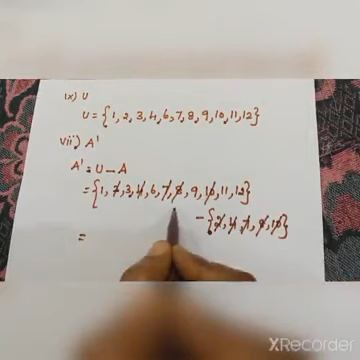 ix) U
U = {1, 2, 3, 4, 6, 7, 8, 9, 10, 11, 12}
vii) A'
A' = U – A
= {1, 2, 3, 4, 6, 7, 8, 9, 10, 11, 12}
– {2, 4, 7, 8, 10}
=
XRecorder